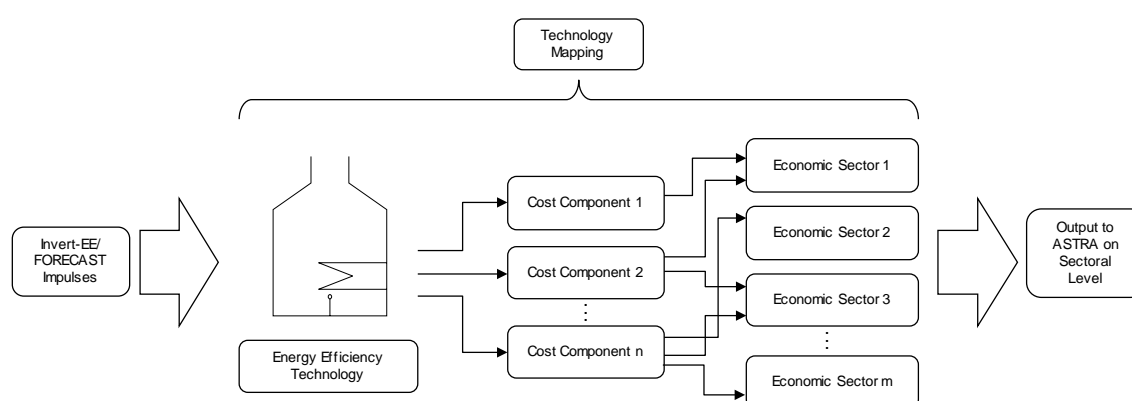 Technology
Mapping
Invert-EE/
FORECAST
Impulses
Energy Efficiency
Technology
Cost Component 1
Cost Component 2
⋮
Cost Component n
Economic Sector 1
Economic Sector 2
Economic Sector 3
⋮
Economic Sector m
Output to
ASTRA on
Sectoral
Level